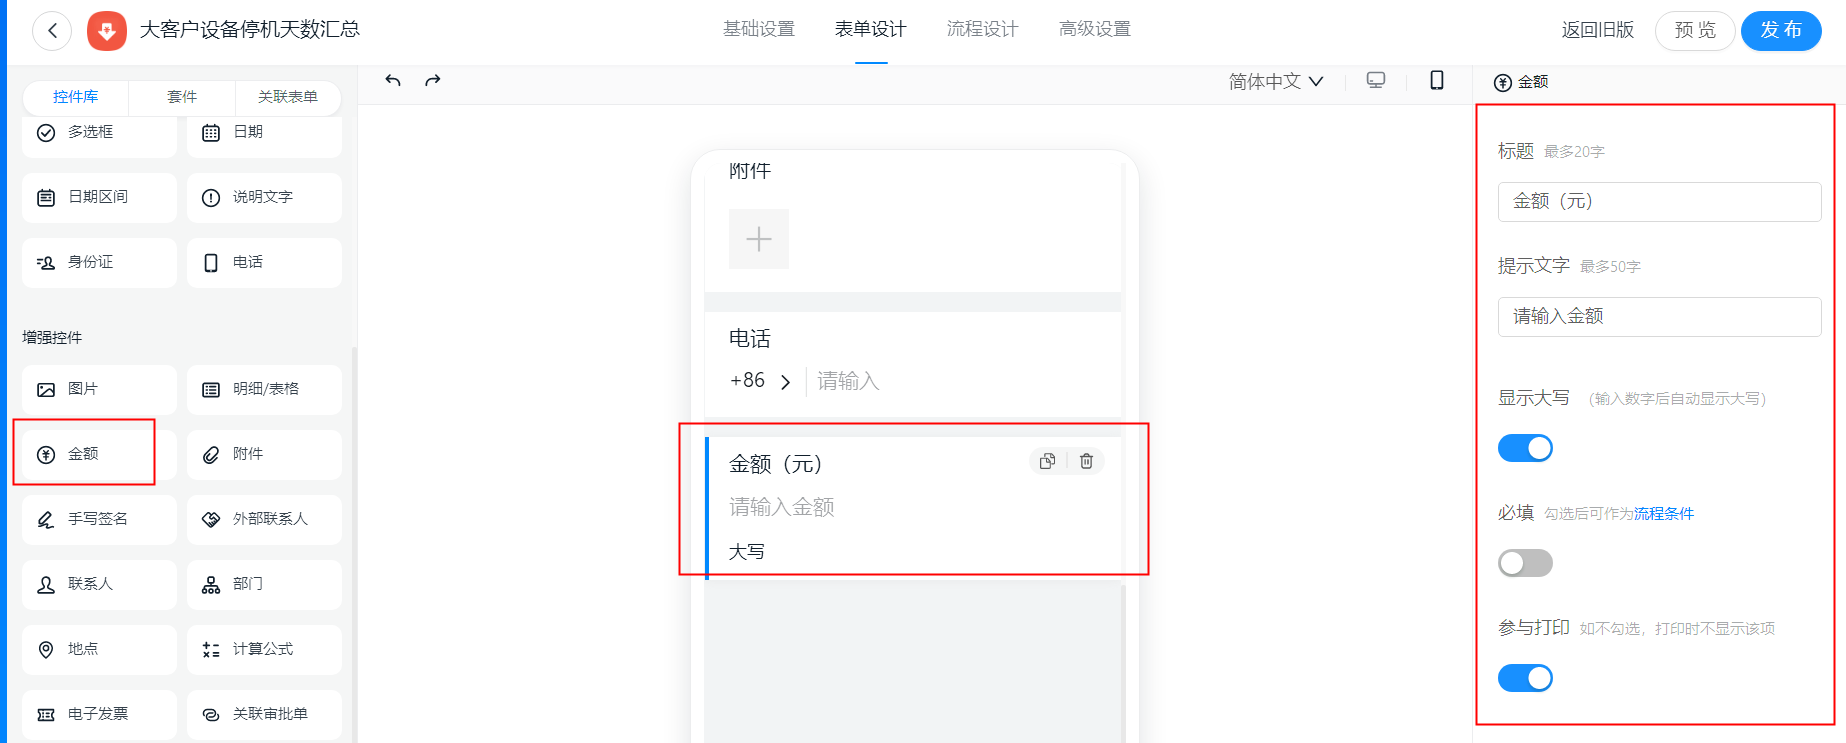 大客户设备停机天数汇总
基础设置 表单设计 流程设计 高级设置
返回旧版 预 览 发 布
控件库 套件 关联表单
多选框 日期
日期区间 说明文字
身份证 电话
增强控件
图片 明细/表格
金额 附件
手写签名 外部联系人
联系人 部门
地点 计算公式
电子发票 关联审批单
简体中文
附件
电话
+86 请输入
金额（元）
请输入金额
大写
金额
标题 最多20字
金额（元）
提示文字 最多50字
请输入金额
显示大写 （输入数字后自动显示大写）
必填 勾选后可作为流程条件
参与打印 如不勾选，打印时不显示该项